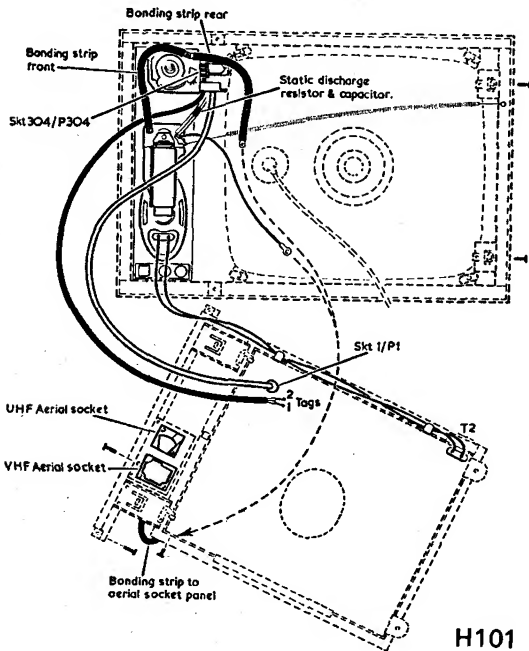 Bonding strip rear
Bonding strip
front
Static discharge
resistor & capacitor.
Skt304/P304
Skt 1/P1
2
1 Tags
T2
UHF Aerial socket
VHF Aerial socket
Bonding strip to
aerial socket panel
H101